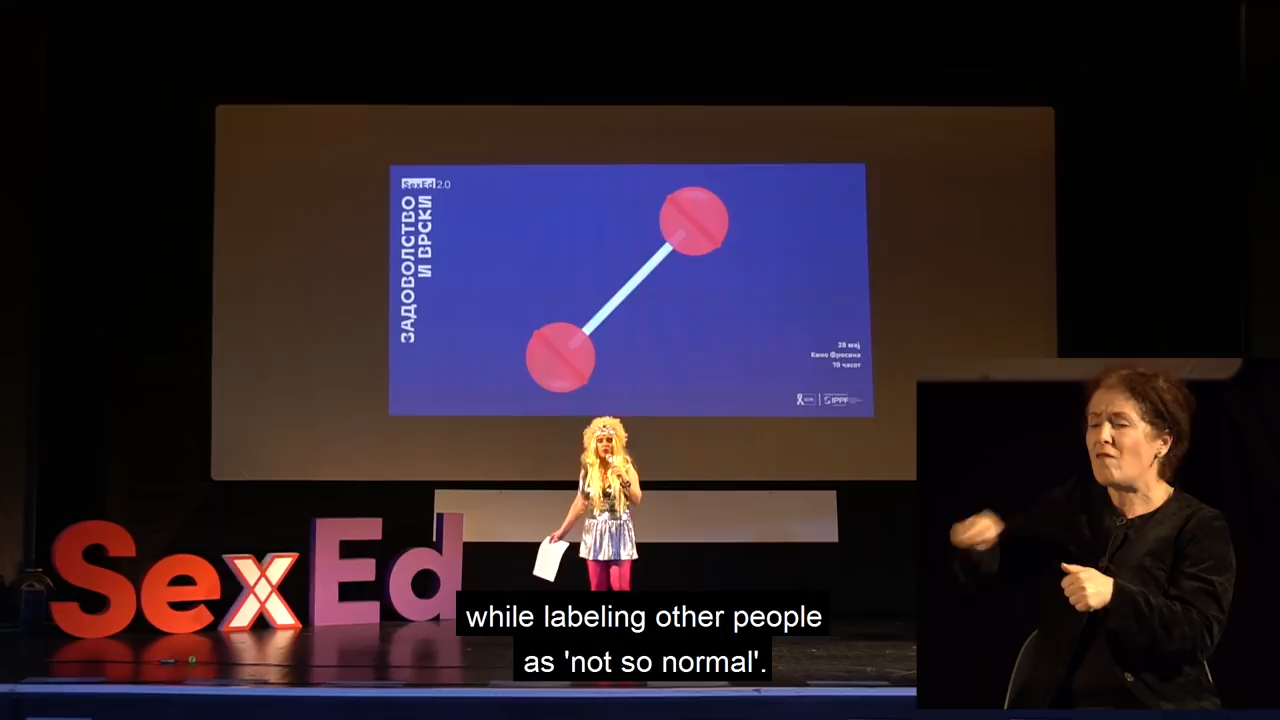 SexEd 2.0
ЗАДОВОЛСТВО
И ВРСКИ
28 мај
Кино Фросина
19 часот
IPPF
SexEd
while labeling other people
as 'not so normal'.